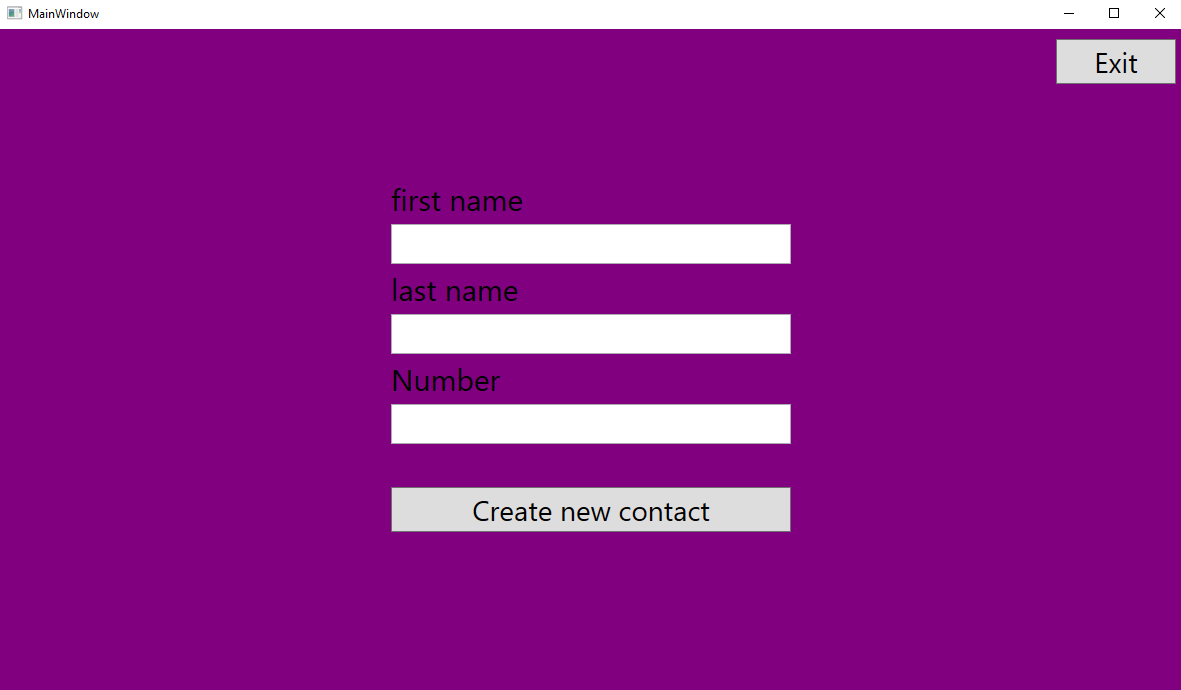 MainWindow
Exit
first name
last name
Number
Create new contact